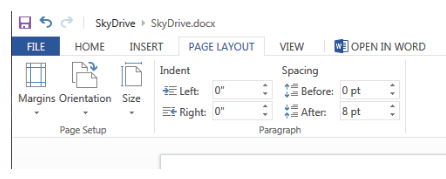 SkyDrive ▸ SkyDrive.docx
FILE HOME INSERT PAGE LAYOUT VIEW OPEN IN WORD
Indent Spacing
Left: 0" Before: 0 pt
Margins Orientation Size
Right: 0" After: 8 pt
Page Setup Paragraph